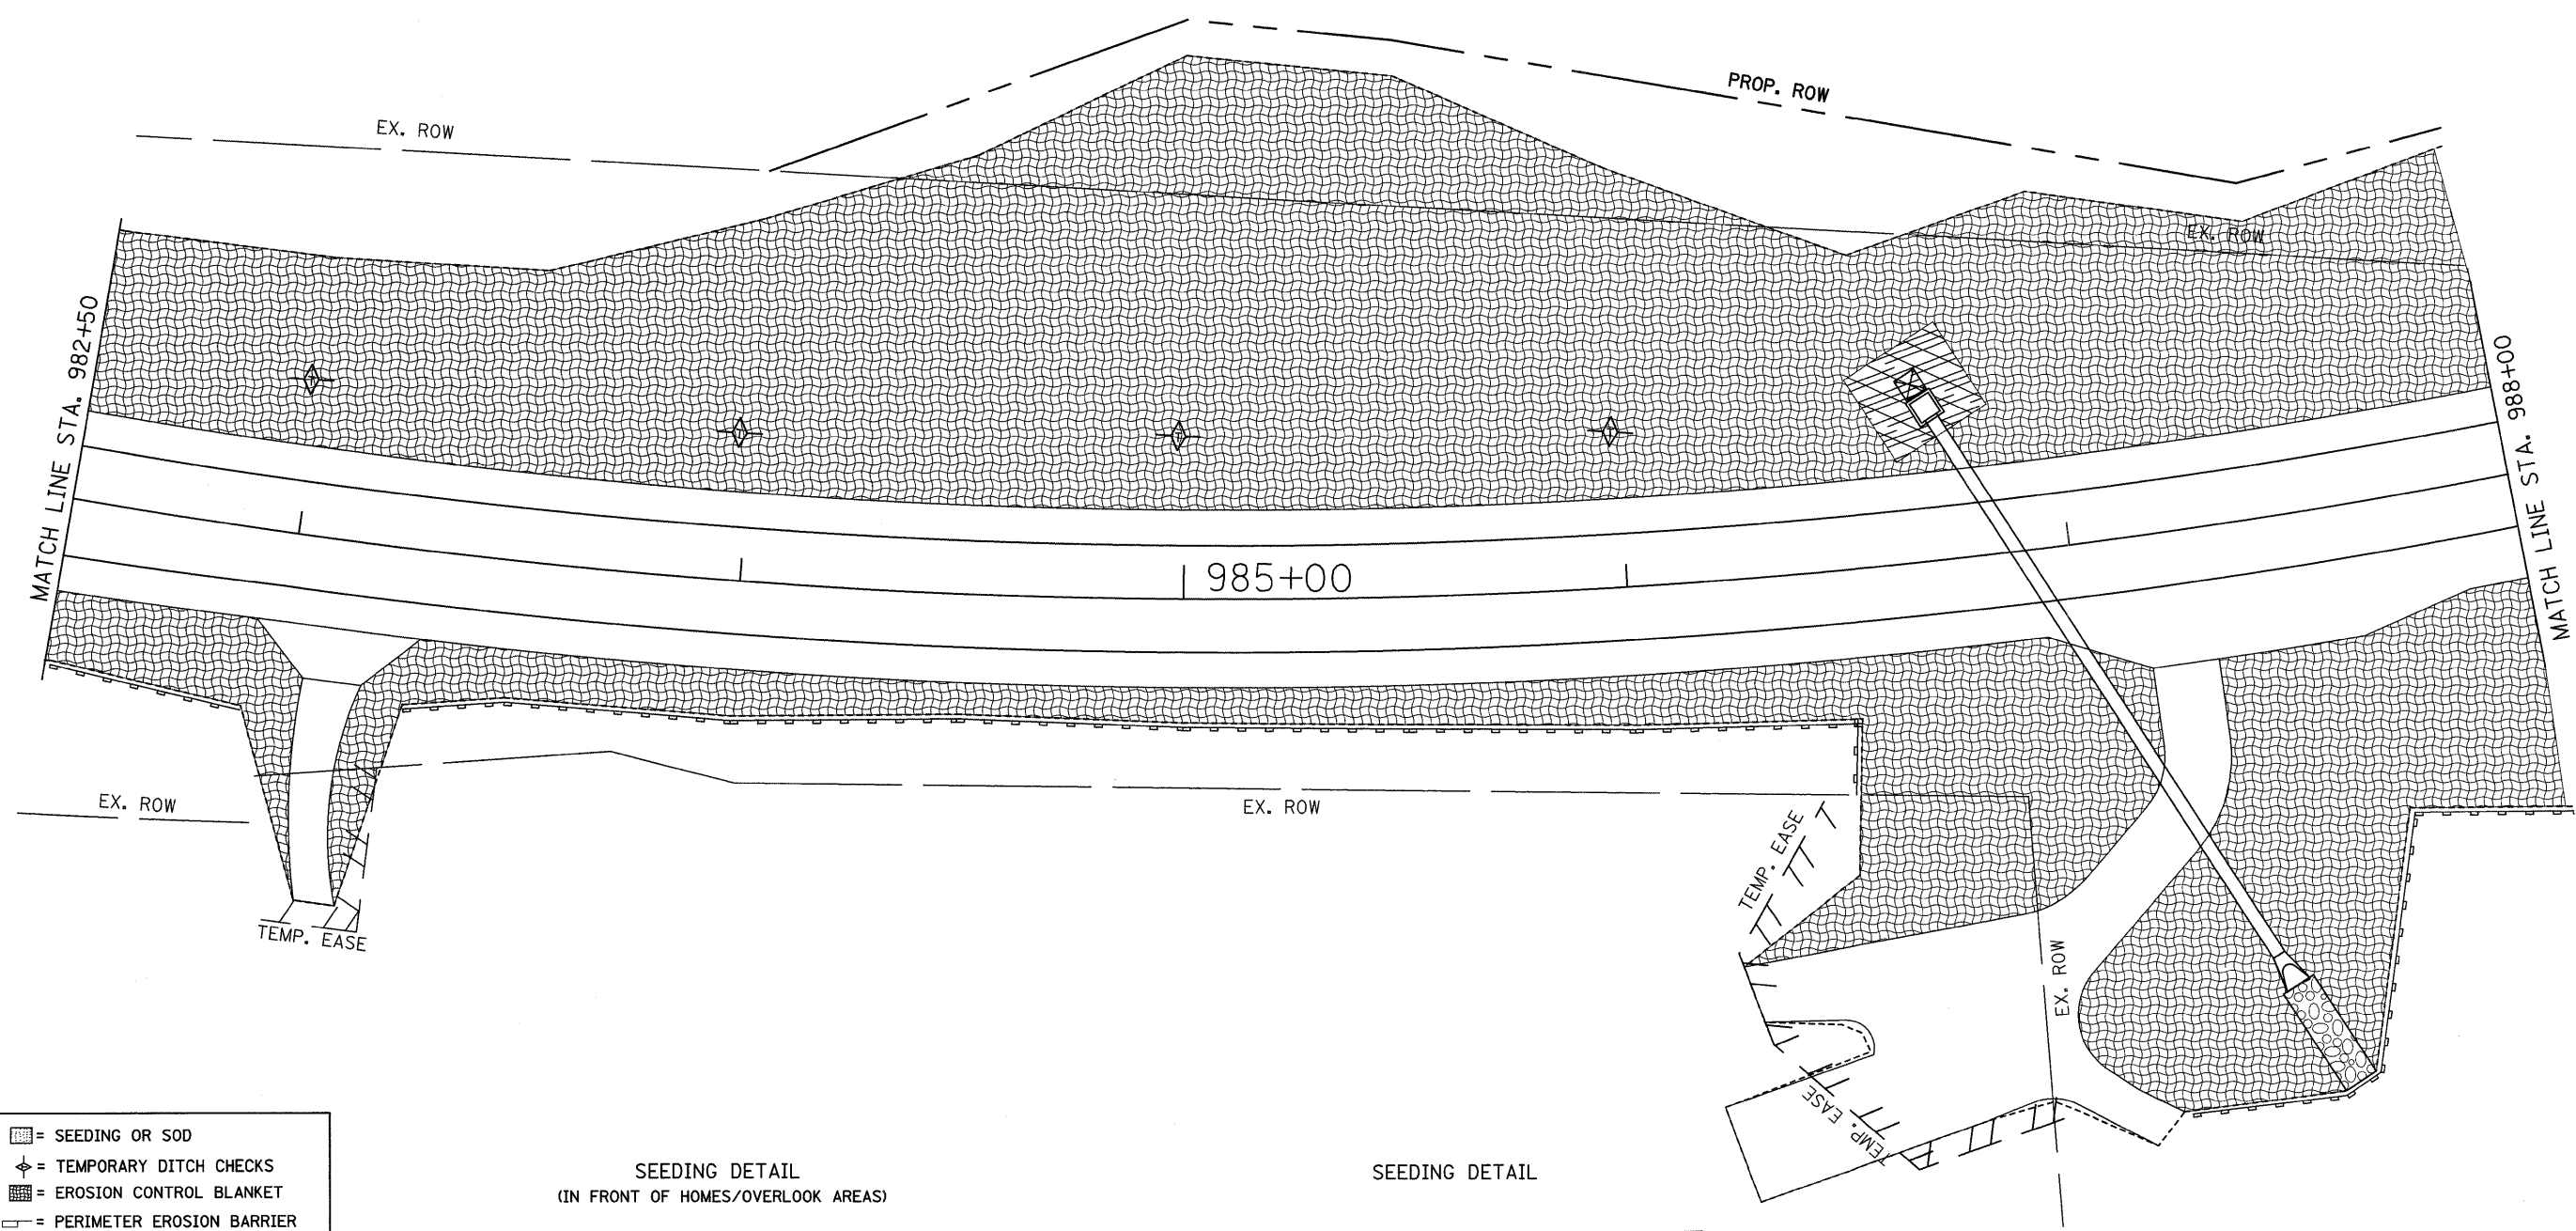 PROP. ROW
EX. ROW
EX. ROW
MATCH LINE STA. 982+50
MATCH LINE STA. 988+00
985+00
EX. ROW
EX. ROW
TEMP. EASE
TEMP. EASE
EX. ROW
TEMP. EASE
= SEEDING OR SOD
= TEMPORARY DITCH CHECKS
= EROSION CONTROL BLANKET
= PERIMETER EROSION BARRIER
SEEDING DETAIL
(IN FRONT OF HOMES/OVERLOOK AREAS)
SEEDING DETAIL